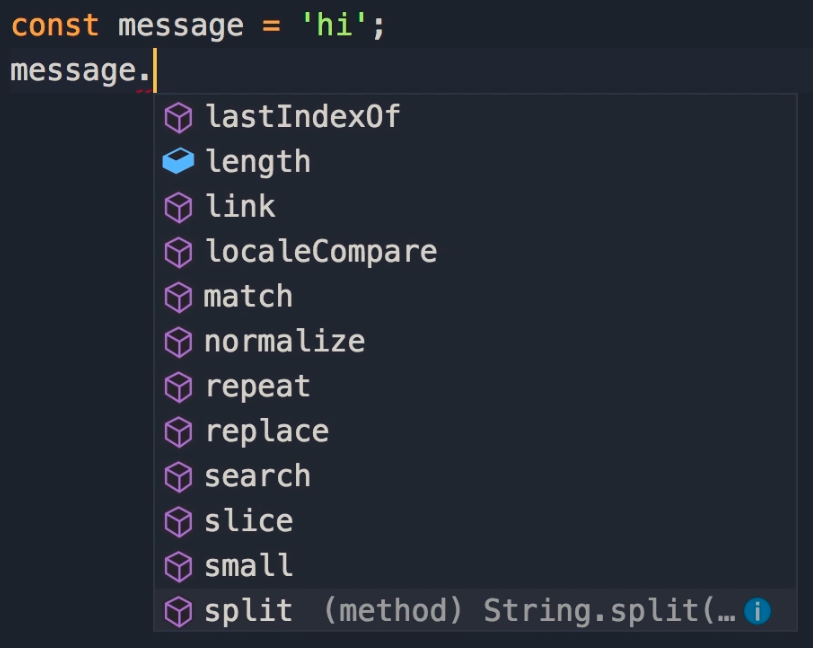 const message = 'hi';
message.
lastIndexOf
length
link
localeCompare
match
normalize
repeat
replace
search
slice
small
split (method) String.split(…